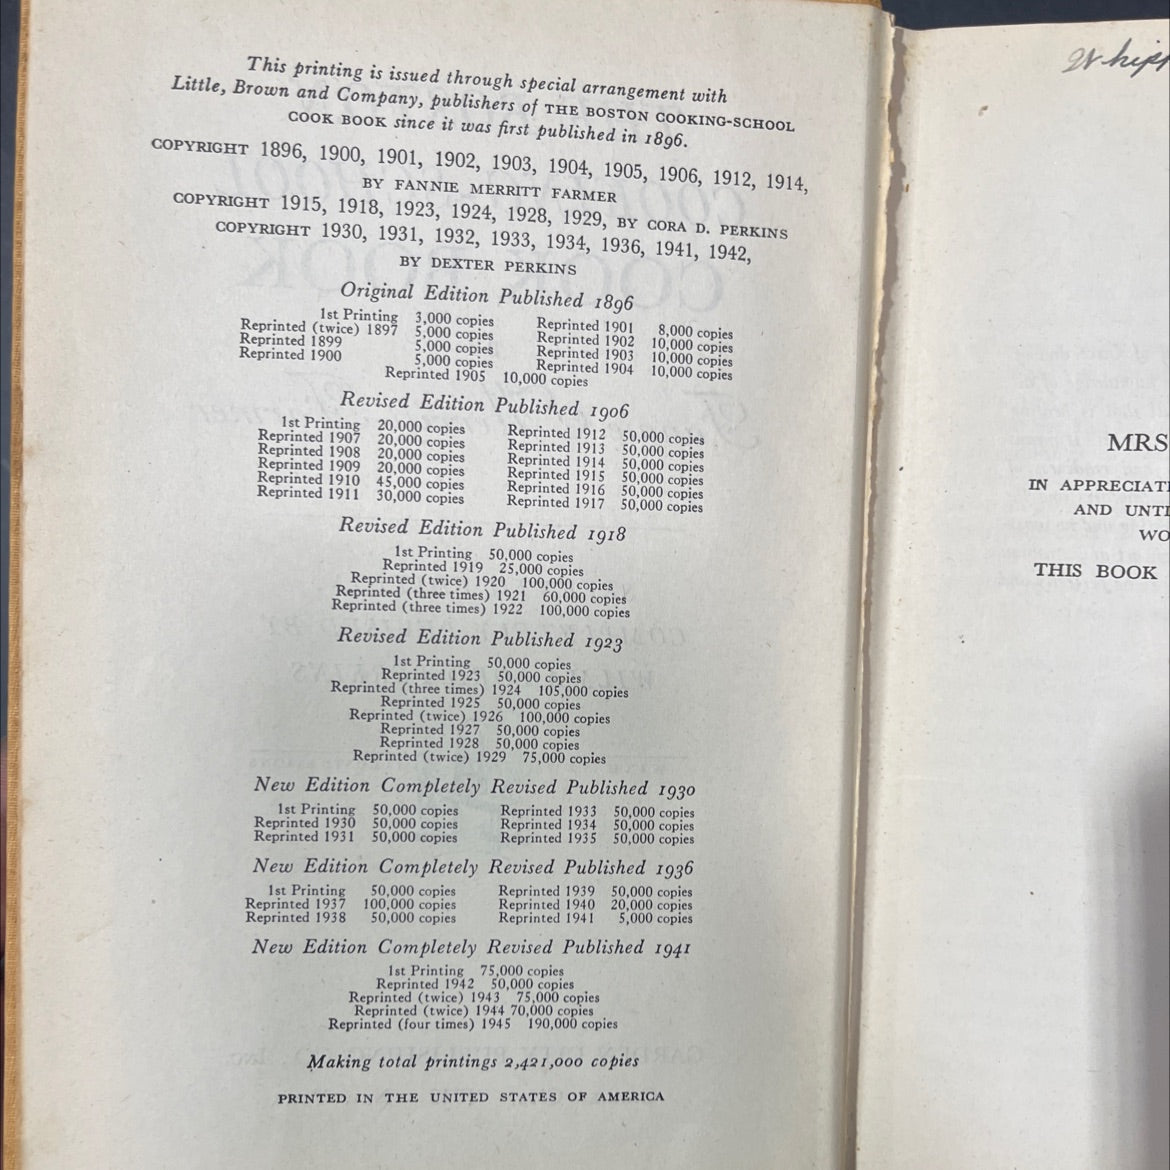 This printing is issued through special arrangement with
Little, Brown and Company, publishers of THE BOSTON COOKING-SCHOOL
COOK BOOK since it was first published in 1896.
COPYRIGHT 1896, 1900, 1901, 1902, 1903, 1904, 1905, 1906, 1912, 1914,
BY FANNIE MERRITT FARMER
COPYRIGHT 1915, 1918, 1923, 1924, 1928, 1929, BY CORA D. PERKINS
COPYRIGHT 1930, 1931, 1932, 1933, 1934, 1936, 1941, 1942,
BY DEXTER PERKINS
Original Edition Published 1896
1st Printing 3,000 copies Reprinted 1901 8,000 copies
Reprinted (twice) 1897 5,000 copies Reprinted 1902 10,000 copies
Reprinted 1899 5,000 copies Reprinted 1903 10,000 copies
Reprinted 1900 5,000 copies Reprinted 1904 10,000 copies
Reprinted 1905 10,000 copies
Revised Edition Published 1906
1st Printing 20,000 copies Reprinted 1912 50,000 copies
Reprinted 1907 20,000 copies Reprinted 1913 50,000 copies
Reprinted 1908 20,000 copies Reprinted 1914 50,000 copies
Reprinted 1909 20,000 copies Reprinted 1915 50,000 copies
Reprinted 1910 45,000 copies Reprinted 1916 50,000 copies
Reprinted 1911 30,000 copies Reprinted 1917 50,000 copies
Revised Edition Published 1918
1st Printing 50,000 copies
Reprinted 1919 25,000 copies
Reprinted (twice) 1920 100,000 copies
Reprinted (three times) 1921 60,000 copies
Reprinted (three times) 1922 100,000 copies
Revised Edition Published 1923
1st Printing 50,000 copies
Reprinted 1923 50,000 copies
Reprinted (three times) 1924 105,000 copies
Reprinted 1925 50,000 copies
Reprinted (twice) 1926 100,000 copies
Reprinted 1927 50,000 copies
Reprinted 1928 50,000 copies
Reprinted (twice) 1929 75,000 copies
New Edition Completely Revised Published 1930
1st Printing 50,000 copies Reprinted 1933 50,000 copies
Reprinted 1930 50,000 copies Reprinted 1934 50,000 copies
Reprinted 1931 50,000 copies Reprinted 1935 50,000 copies
New Edition Completely Revised Published 1936
1st Printing 50,000 copies Reprinted 1939 50,000 copies
Reprinted 1937 100,000 copies Reprinted 1940 20,000 copies
Reprinted 1938 50,000 copies Reprinted 1941 5,000 copies
New Edition Completely Revised Published 1941
1st Printing 75,000 copies
Reprinted 1942 50,000 copies
Reprinted (twice) 1943 75,000 copies
Reprinted (twice) 1944 70,000 copies
Reprinted (four times) 1945 190,000 copies
Making total printings 2,421,000 copies
PRINTED IN THE UNITED STATES OF AMERICA
MRS
IN APPRECIATI
AND UNTI
WO
THIS BOOK